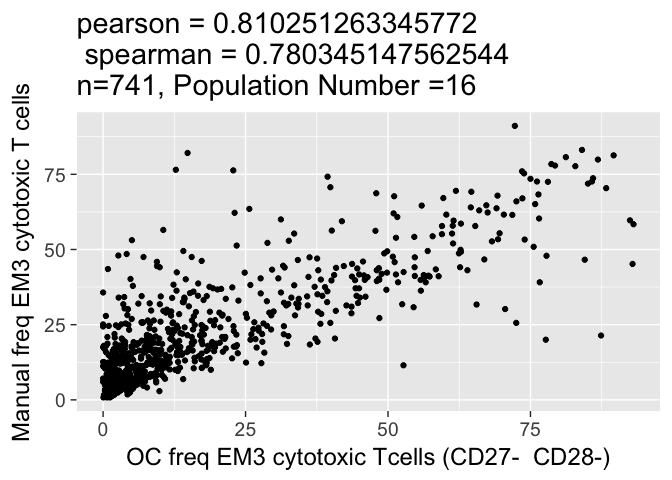 pearson = 0.810251263345772
spearman = 0.780345147562544
n=741, Population Number =16
Manual freq EM3 cytotoxic T cells
75
50
25
0
0 25 50 75
OC freq EM3 cytotoxic Tcells (CD27-  CD28-)